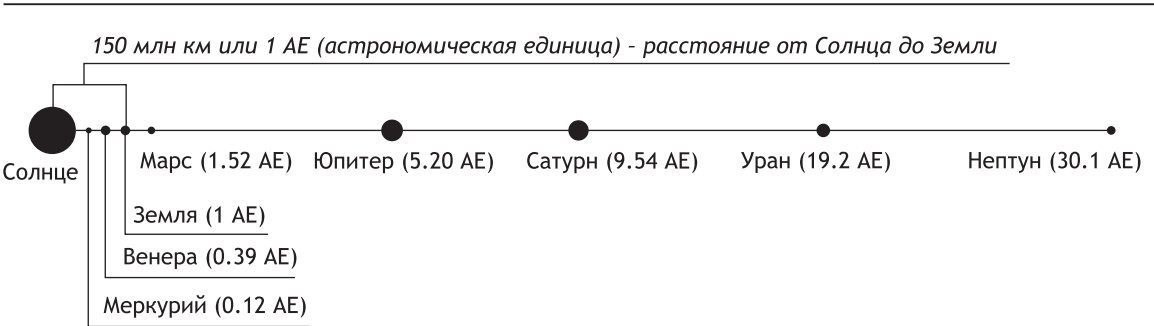 150 млн км или 1 АЕ (астрономическая единица) – расстояние от Солнца до Земли
Солнце
Марс (1.52 АЕ)
Юпитер (5.20 АЕ)
Сатурн (9.54 АЕ)
Уран (19.2 АЕ)
Нептун (30.1 АЕ)
Земля (1 АЕ)
Венера (0.39 АЕ)
Меркурий (0.12 АЕ)